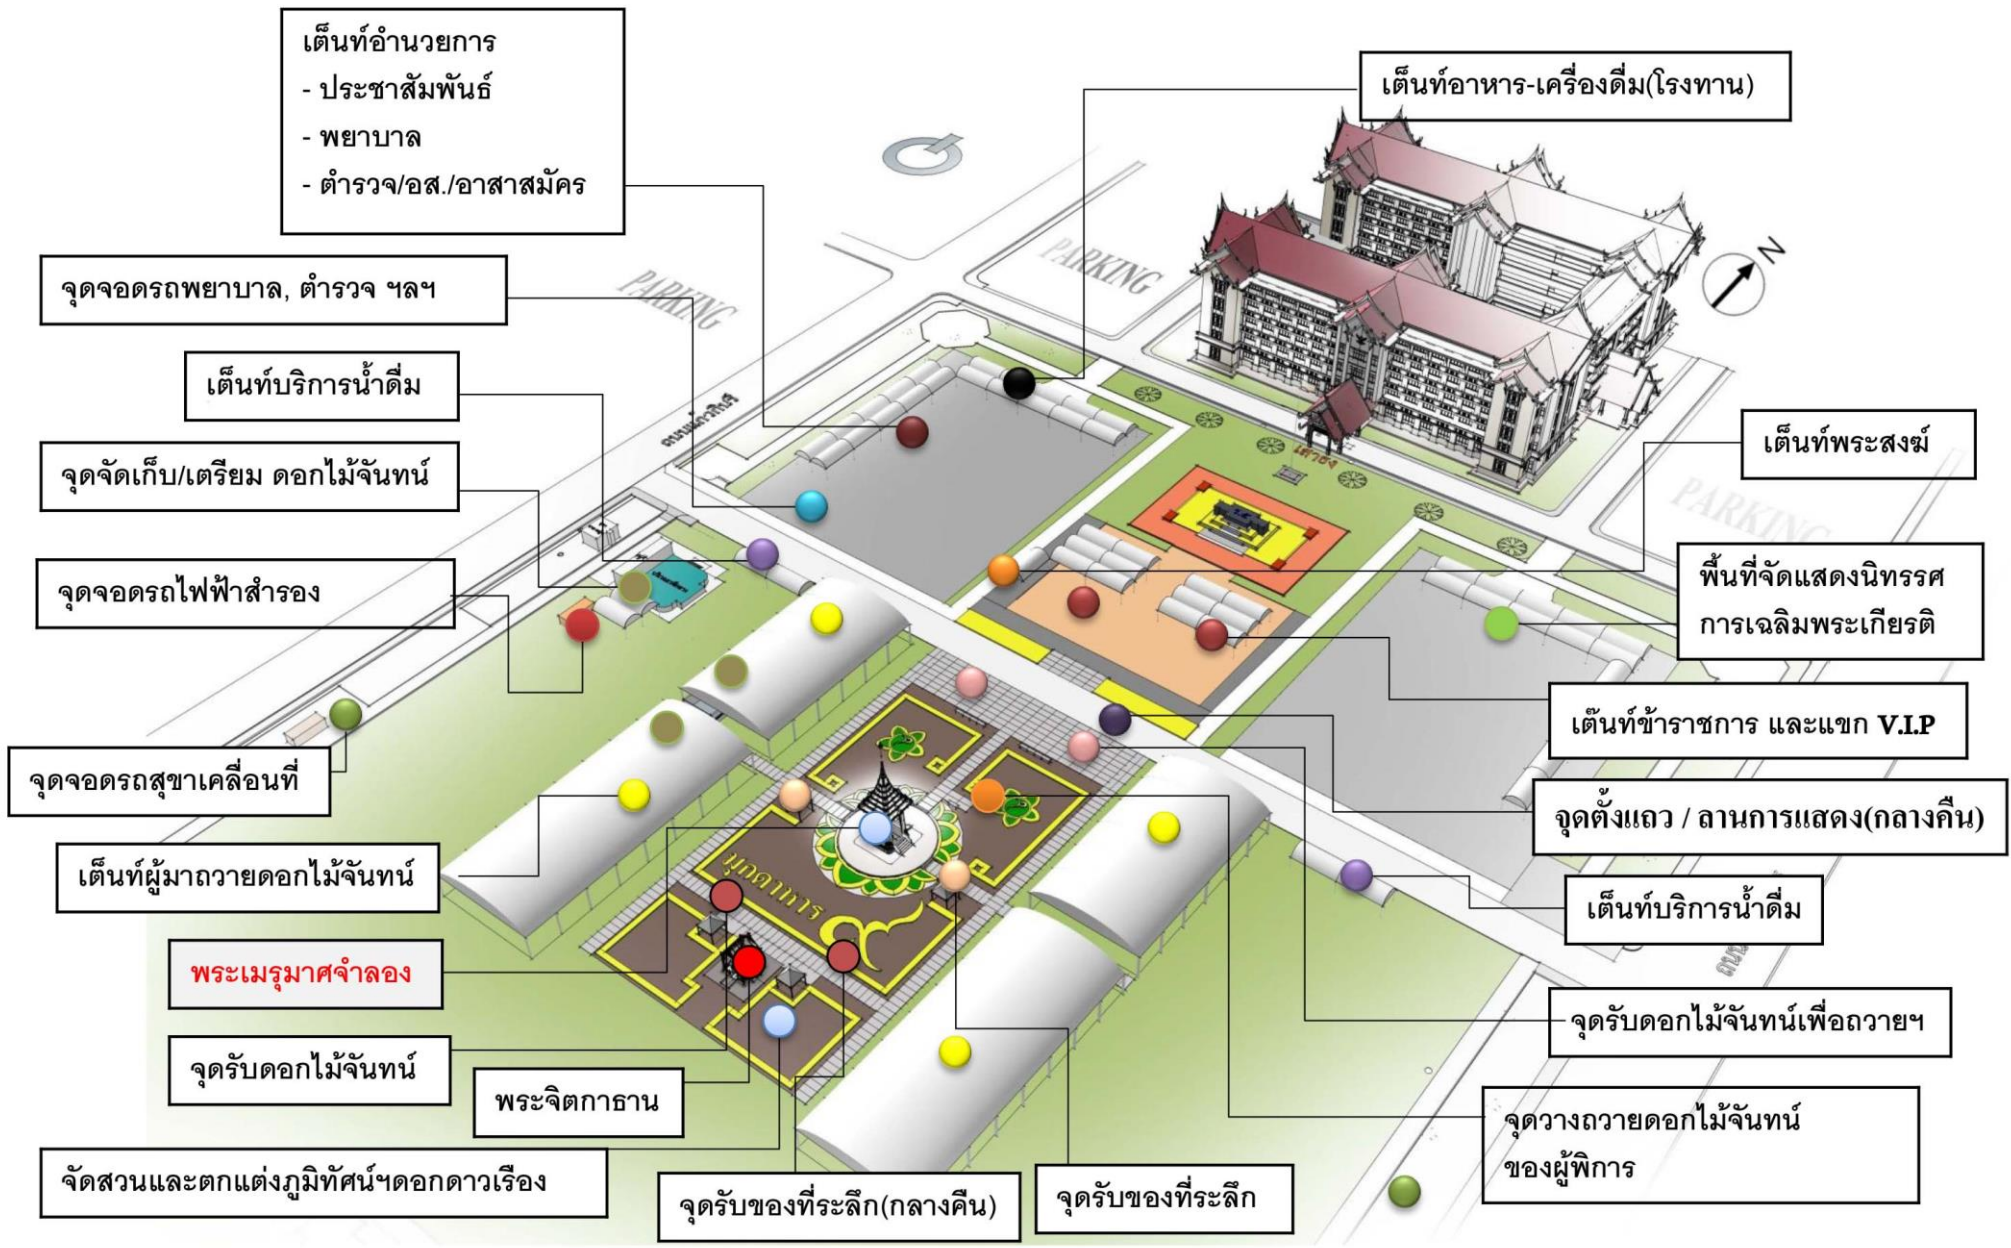 เต็นท์อำนวยการ
- ประชาสัมพันธ์
- พยาบาล
- ตำรวจ/อส./อาสาสมัคร
เต็นท์อาหาร-เครื่องดื่ม(โรงทาน)
N
PARKING
PARKING
จุดจอดรถพยาบาล, ตำรวจ ฯลฯ
เต็นท์บริการน้ำดื่ม
เต็นท์พระสงฆ์
จุดจัดเก็บ/เตรียม ดอกไม้จันทน์
PARKING
พื้นที่จัดแสดงนิทรรศ
การเฉลิมพระเกียรติ
จุดจอดรถไฟฟ้าสำรอง
เต๊นท์ข้าราชการ และแขก V.I.P
จุดจอดรถสุขาเคลื่อนที่
จุดตั้งแถว / ลานการแสดง(กลางคืน)
เต็นท์ผู้มาถวายดอกไม้จันทน์
มุกดาหาร
๙
เต็นท์บริการน้ำดื่ม
พระเมรุมาศจำลอง
จุดรับดอกไม้จันทน์เพื่อถวายฯ
จุดรับดอกไม้จันทน์
พระจิตกาธาน
จุดวางถวายดอกไม้จันทน์
ของผู้พิการ
จัดสวนและตกแต่งภูมิทัศน์ฯดอกดาวเรือง
จุดรับของที่ระลึก(กลางคืน)
จุดรับของที่ระลึก